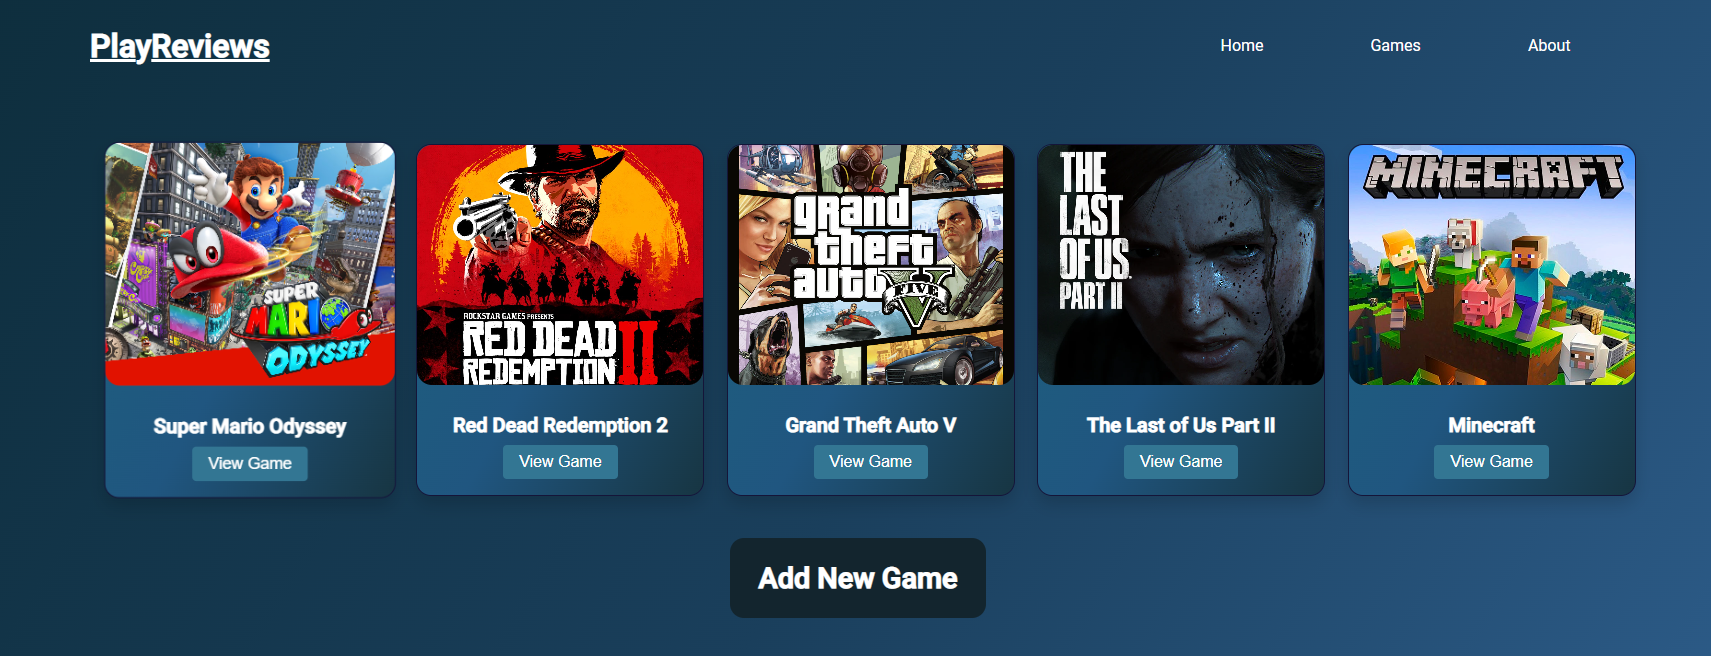 PlayReviews
Home
Games
About
SUPER
MARIO
ODYSSEY
ROCKSTAR GAMES PRESENTS
RED DEAD
REDEMPTION II
grand
theft
auto
FIVE
THE
LAST
OF US
PART II
MINECRAFT
Super Mario Odyssey
View Game
Red Dead Redemption 2
View Game
Grand Theft Auto V
View Game
The Last of Us Part II
View Game
Minecraft
View Game
Add New Game